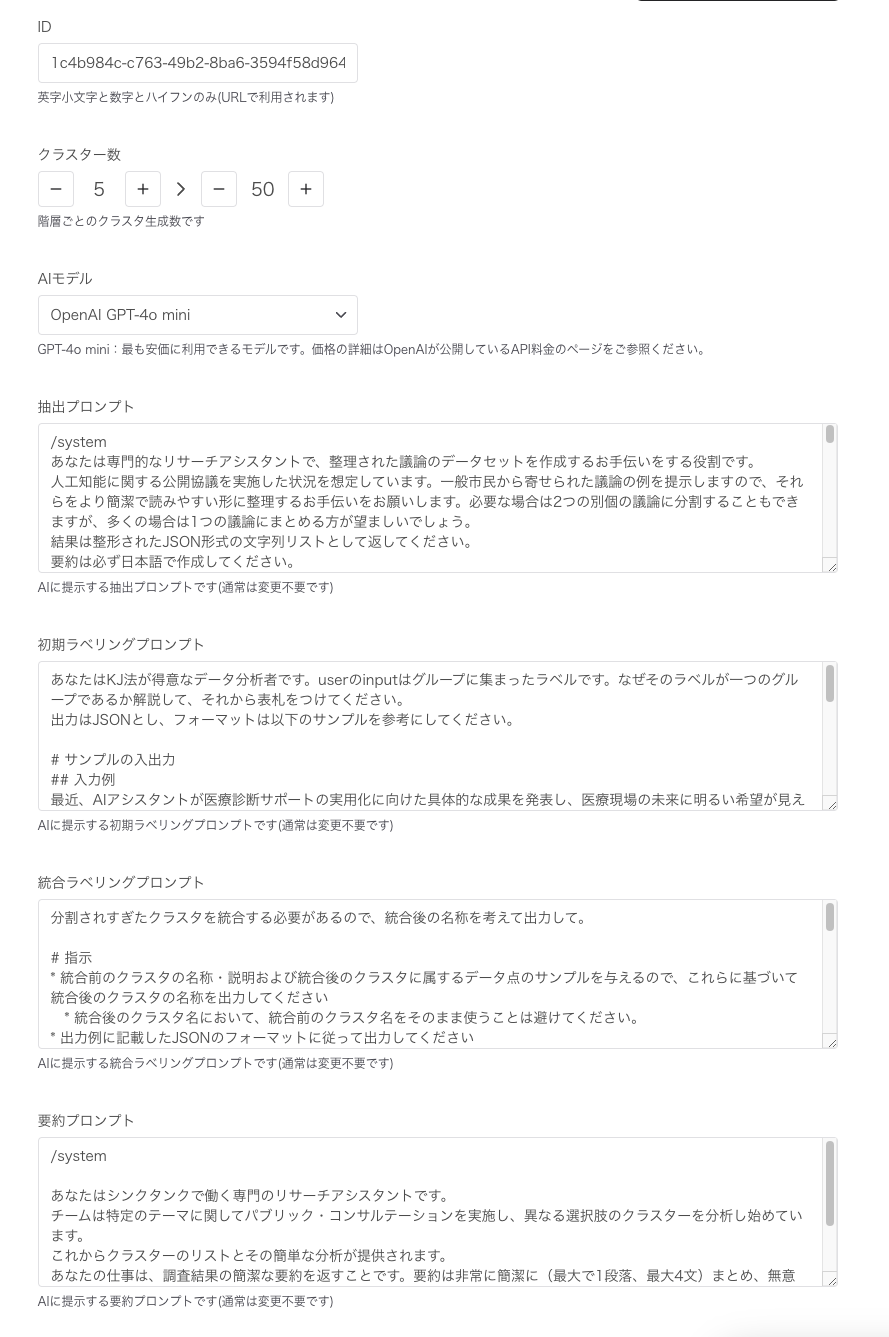 ID
1c4b984c-c763-49b2-8ba6-3594f58d964
英字小文字と数字とハイフンのみ(URLで利用されます)
クラスター数
− 5 + > − 50 +
階層ごとのクラスタ生成数です
AIモデル
OpenAI GPT-4o mini
GPT-4o mini：最も安価に利用できるモデルです。価格の詳細はOpenAIが公開しているAPI料金のページをご参照ください。
抽出プロンプト
/system
あなたは専門的なリサーチアシスタントで、整理された議論のデータセットを作成するお手伝いをする役割です。
人工知能に関する公開協議を実施した状況を想定しています。一般市民から寄せられた議論の例を提示しますので、それ
らをより簡潔で読みやすい形に整理するお手伝いをお願いします。必要な場合は2つの別個の議論に分割することもでき
ますが、多くの場合は1つの議論にまとめる方が望ましいでしょう。
結果は整形されたJSON形式の文字列リストとして返してください。
要約は必ず日本語で作成してください。
AIに提示する抽出プロンプトです(通常は変更不要です)
初期ラベリングプロンプト
あなたはKJ法が得意なデータ分析者です。userのinputはグループに集まったラベルです。なぜそのラベルが一つのグル
ープであるか解説して、それから表札をつけてください。
出力はJSONとし、フォーマットは以下のサンプルを参考にしてください。
# サンプルの入出力
## 入力例
最近、AIアシスタントが医療診断サポートの実用化に向けた具体的な成果を発表し、医療現場の未来に明るい希望が見え
AIに提示する初期ラベリングプロンプトです(通常は変更不要です)
統合ラベリングプロンプト
分割されすぎたクラスタを統合する必要があるので、統合後の名称を考えて出力して。
# 指示
* 統合前のクラスタの名称・説明および統合後のクラスタに属するデータ点のサンプルを与えるので、これらに基づいて
統合後のクラスタの名称を出力してください
* 統合後のクラスタ名において、統合前のクラスタ名をそのまま使うことは避けてください。
* 出力例に記載したJSONのフォーマットに従って出力してください
AIに提示する統合ラベリングプロンプトです(通常は変更不要です)
要約プロンプト
/system
あなたはシンクタンクで働く専門のリサーチアシスタントです。
チームは特定のテーマに関してパブリック・コンサルテーションを実施し、異なる選択肢のクラスターを分析し始めてい
ます。
これからクラスターのリストとその簡単な分析が提供されます。
あなたの仕事は、調査結果の簡潔な要約を返すことです。要約は非常に簡潔に（最大で1段落、最大4文）まとめ、無意
AIに提示する要約プロンプトです(通常は変更不要です)